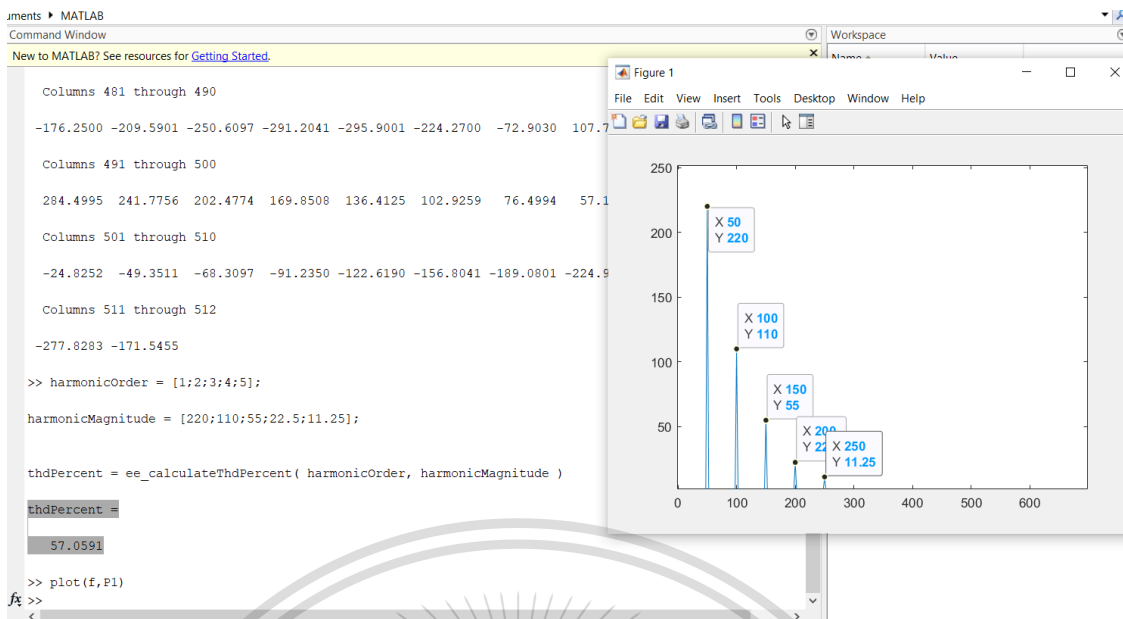 uments ▸ MATLAB
Command Window
New to MATLAB? See resources for Getting Started.
Columns 481 through 490
-176.2500 -209.5901 -250.6097 -291.2041 -295.9001 -224.2700 -72.9030 107.7
Columns 491 through 500
284.4995 241.7756 202.4774 169.8508 136.4125 102.9259 76.4994 57.1
Columns 501 through 510
-24.8252 -49.3511 -68.3097 -91.2350 -122.6190 -156.8041 -189.0801 -224.9
Columns 511 through 512
-277.8283 -171.5455
>> harmonicOrder = [1;2;3;4;5];
harmonicMagnitude = [220;110;55;22.5;11.25];
thdPercent = ee_calculateThdPercent( harmonicOrder, harmonicMagnitude )
thdPercent =
57.0591
>> plot(f,P1)
fx >>
Workspace
Name Value
Figure 1
File Edit View Insert Tools Desktop Window Help
250
200
150
100
50
0 100 200 300 400 500 600
X 50
Y 220
X 100
Y 110
X 150
Y 55
X 200
Y 22
X 250
Y 11.25